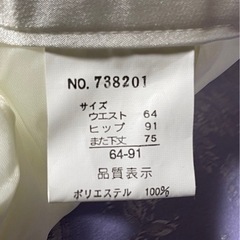 NO. 738201
サイズ
ウエスト 64
ヒップ 91
また下丈 75
64-91
品質表示
ポリエステル 100%